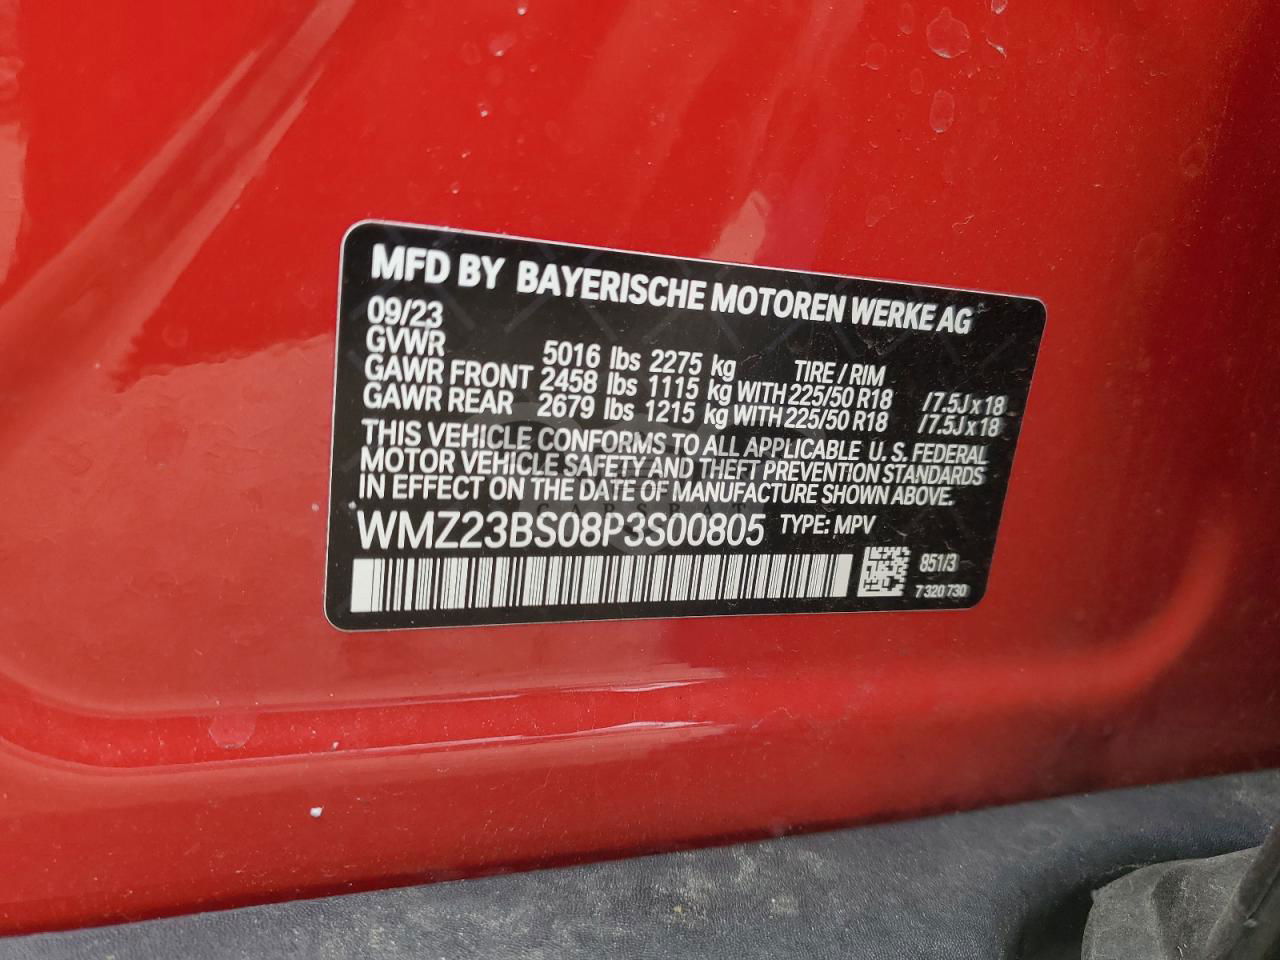 MFD BY BAYERISCHE MOTOREN WERKE AG
09/23
GVWR 5016 lbs 2275 kg TIRE / RIM
GAWR FRONT 2458 lbs 1115 kg WITH 225/50 R18 /7.5J x 18
GAWR REAR 2679 lbs 1215 kg WITH 225/50 R18 /7.5J x 18
THIS VEHICLE CONFORMS TO ALL APPLICABLE U.S. FEDERAL
MOTOR VEHICLE SAFETY AND THEFT PREVENTION STANDARDS
IN EFFECT ON THE DATE OF MANUFACTURE SHOWN ABOVE.
CARSBAT
WMZ23BS08P3S00805 TYPE: MPV
851/3
7 320 730